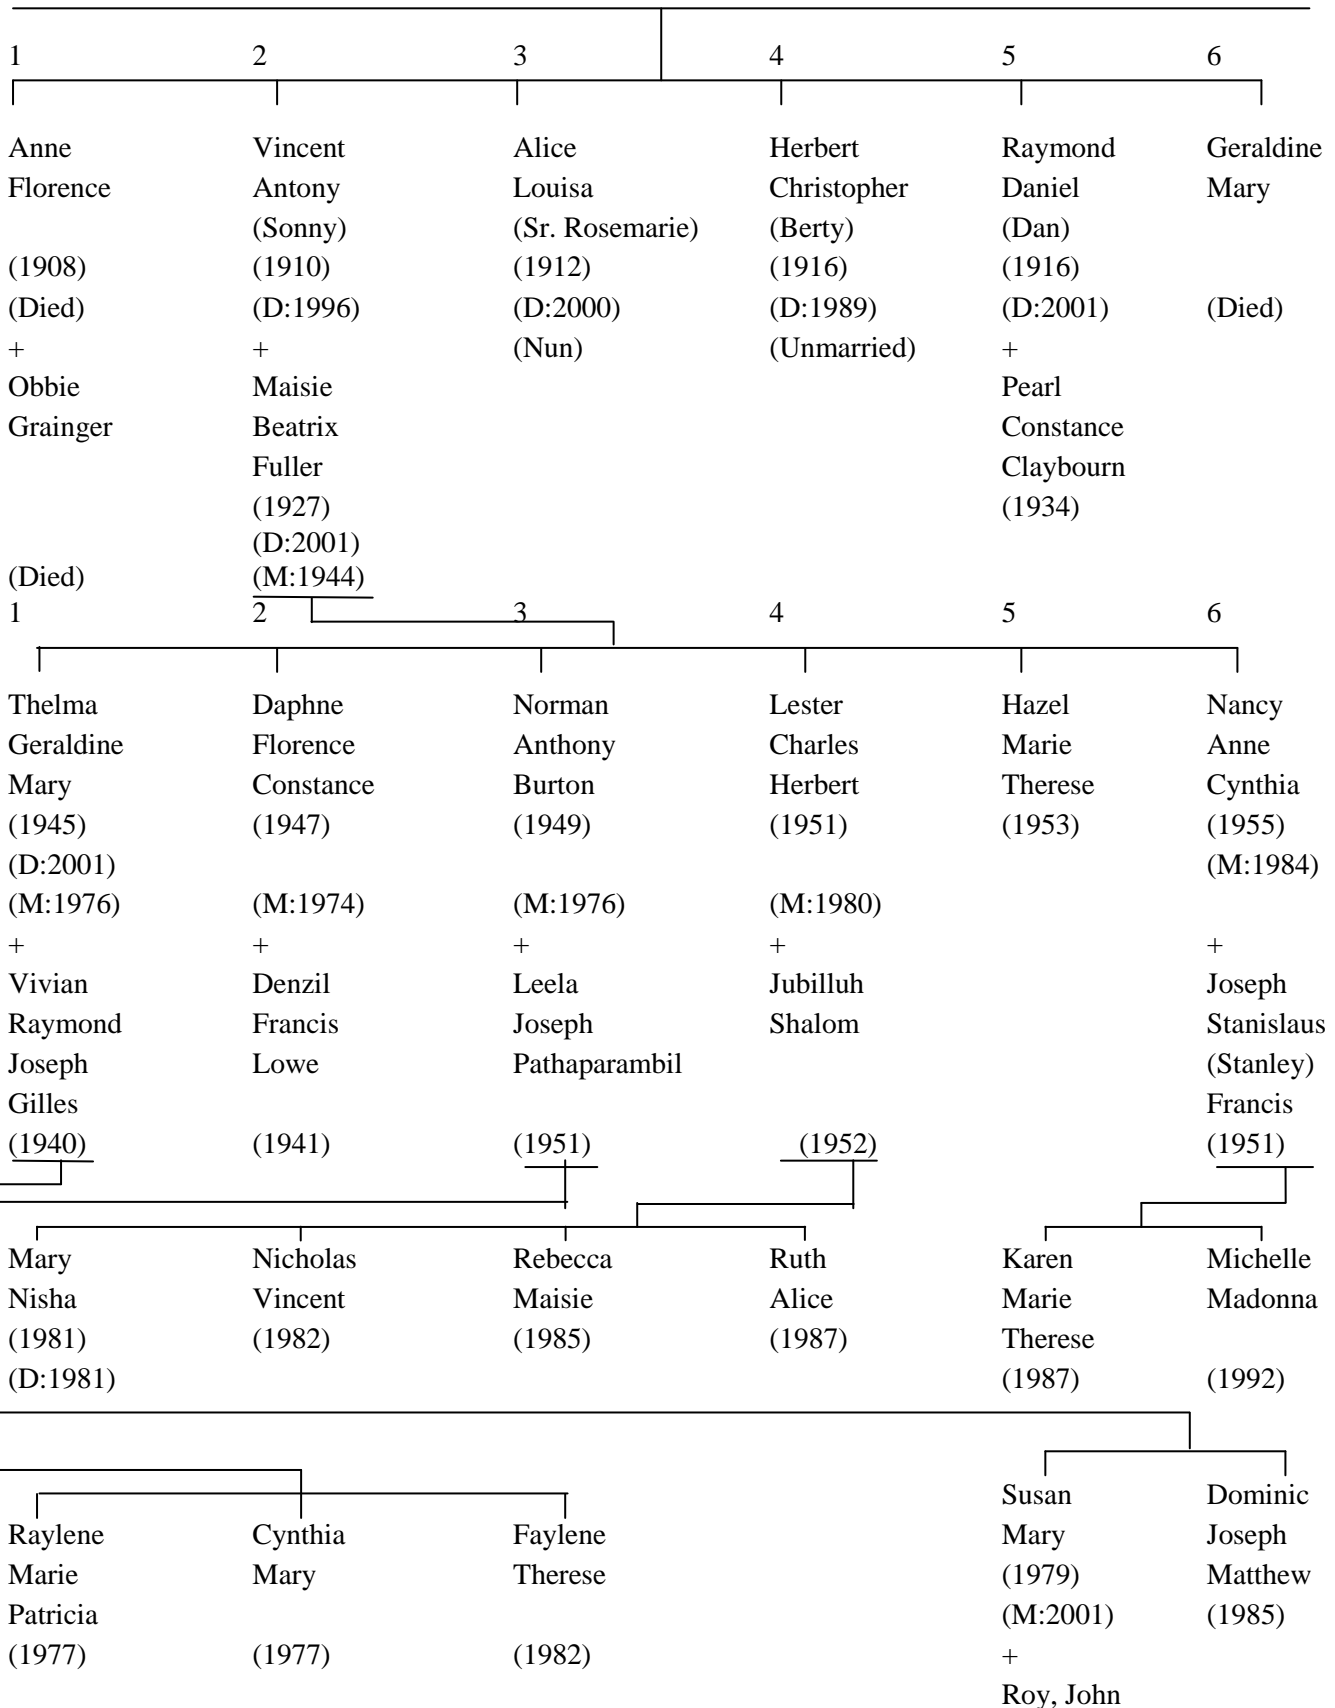 1 2 3 4 5 6
Anne Vincent Alice Herbert Raymond Geraldine
Florence Antony Louisa Christopher Daniel Mary
(Sonny) (Sr. Rosemarie) (Berty) (Dan)
(1908) (1910) (1912) (1916) (1916)
(Died) (D:1996) (D:2000) (D:1989) (D:2001) (Died)
+ + (Nun) (Unmarried) +
Obbie Maisie Pearl
Grainger Beatrix Constance
Fuller Claybourn
(1927) (1934)
(D:2001)
(Died) (M:1944)
1 2 3 4 5 6
Thelma Daphne Norman Lester Hazel Nancy
Geraldine Florence Anthony Charles Marie Anne
Mary Constance Burton Herbert Therese Cynthia
(1945) (1947) (1949) (1951) (1953) (1955)
(D:2001) (M:1984)
(M:1976) (M:1974) (M:1976) (M:1980)
+ + + + +
Vivian Denzil Leela Jubilluh Joseph
Raymond Francis Joseph Shalom Stanislaus
Joseph Lowe Pathaparambil (Stanley)
Gilles Francis
(1940) (1941) (1951) (1952) (1951)
Mary Nicholas Rebecca Ruth Karen Michelle
Nisha Vincent Maisie Alice Marie Madonna
(1981) (1982) (1985) (1987) Therese
(D:1981) (1987) (1992)
Susan Dominic
Raylene Cynthia Faylene Mary Joseph
Marie Mary Therese (1979) Matthew
Patricia (M:2001) (1985)
(1977) (1977) (1982) +
Roy, John